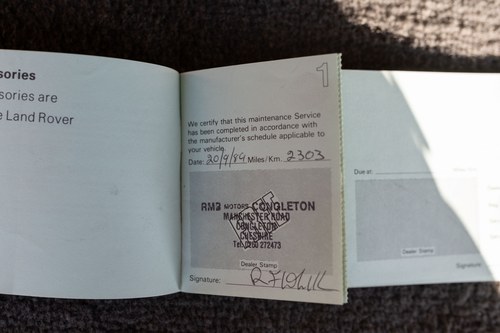 sories
sories are
e Land Rover
1
We certify that this maintenance Service
has been completed in accordance with
the manufacturer's schedule applicable to
your vehicle.
Date: 20/9/89 Miles/Km. 2303
RMB MOTORS CONGLETON
MANCHESTER ROAD
CONGLETON
CHESHIRE
Tel. 0260 272473
Dealer Stamp
Signature:
Due at:
Dealer Stamp
Signature